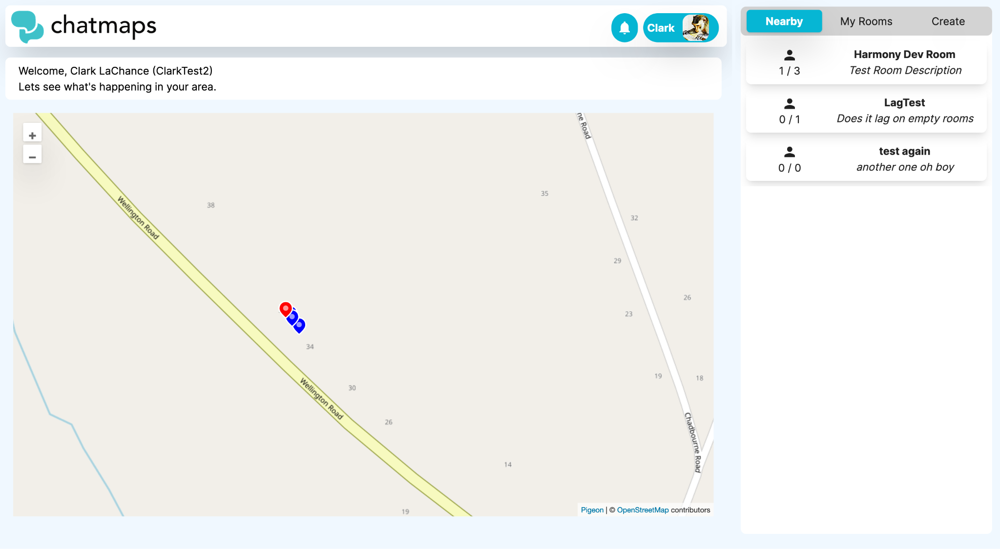 chatmaps
Clark
Nearby
My Rooms
Create
Welcome, Clark LaChance (ClarkTest2)
Lets see what's happening in your area.
Harmony Dev Room
1 / 3
Test Room Description
LagTest
0 / 1
Does it lag on empty rooms
test again
0 / 0
another one oh boy
+
−
ne Road
35
38
32
Wellington Road
29
26
23
34
19
18
30
Wellington Road
26
Chadbourne Road
14
19
Pigeon | © OpenStreetMap contributors